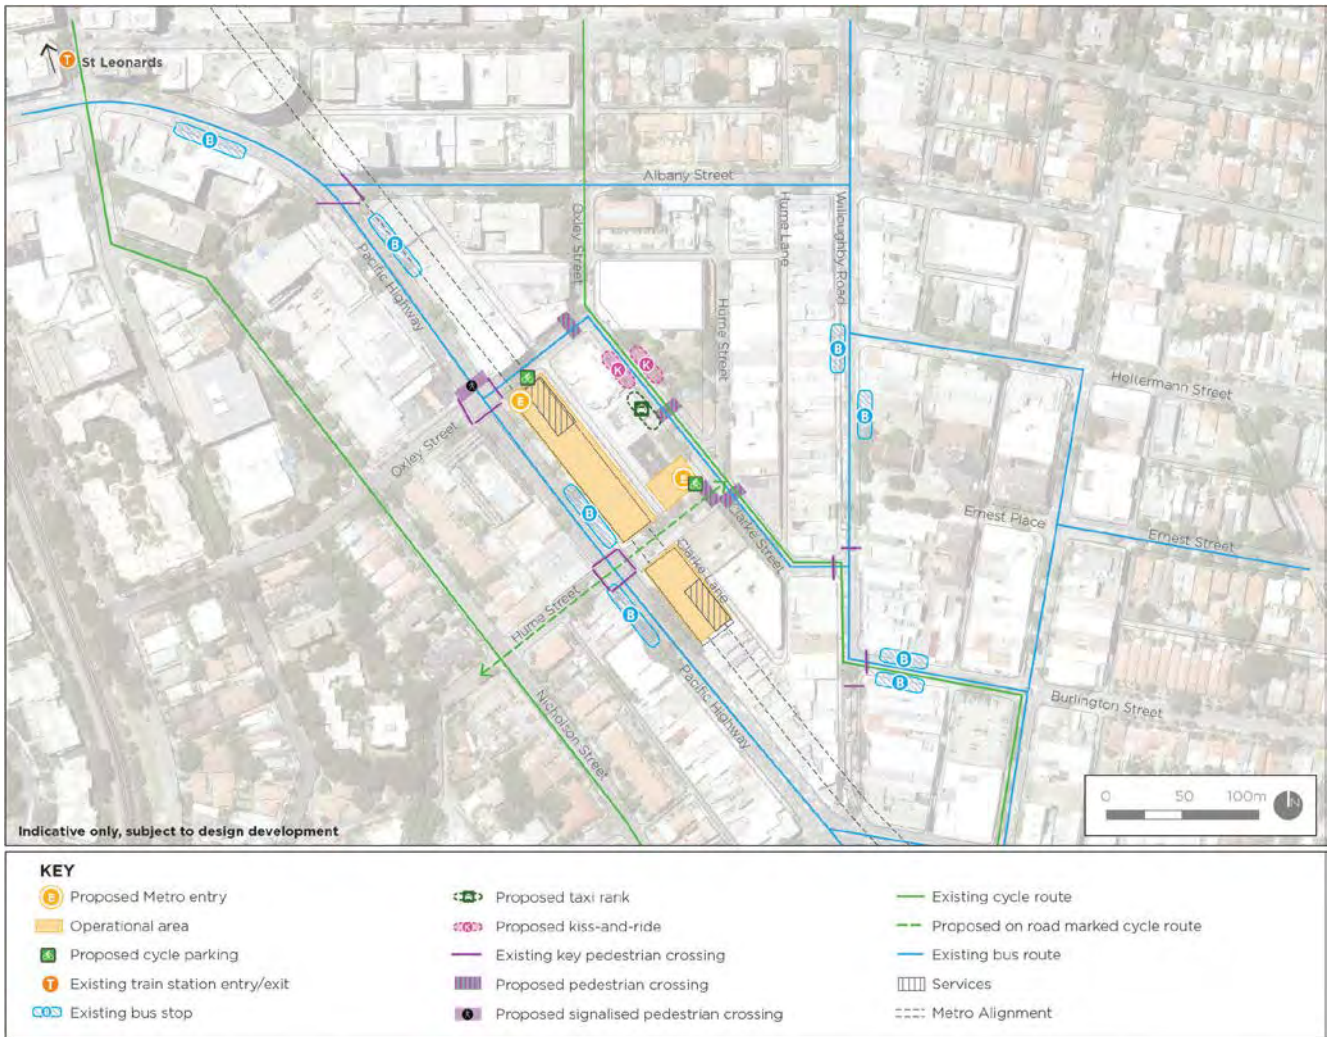 T St Leonards
B
Albany Street
Oxley Street
Hume Lane
Willoughby Road
B
Pacific Highway
Hume Street
B
K K
Holtermann Street
E
B
Oxley Street
E
B
Clarke Street
Ernest Place
Ernest Street
Clarke Lane
Hume Street
B
B
B
Burlington Street
Nicholson Street
Pacific Highway
0 50 100m
N
Indicative only, subject to design development
KEY
E Proposed Metro entry
Operational area
Proposed cycle parking
T Existing train station entry/exit
B Existing bus stop
Proposed taxi rank
K Proposed kiss-and-ride
Existing key pedestrian crossing
Proposed pedestrian crossing
Proposed signalised pedestrian crossing
Existing cycle route
Proposed on road marked cycle route
Existing bus route
Services
Metro Alignment